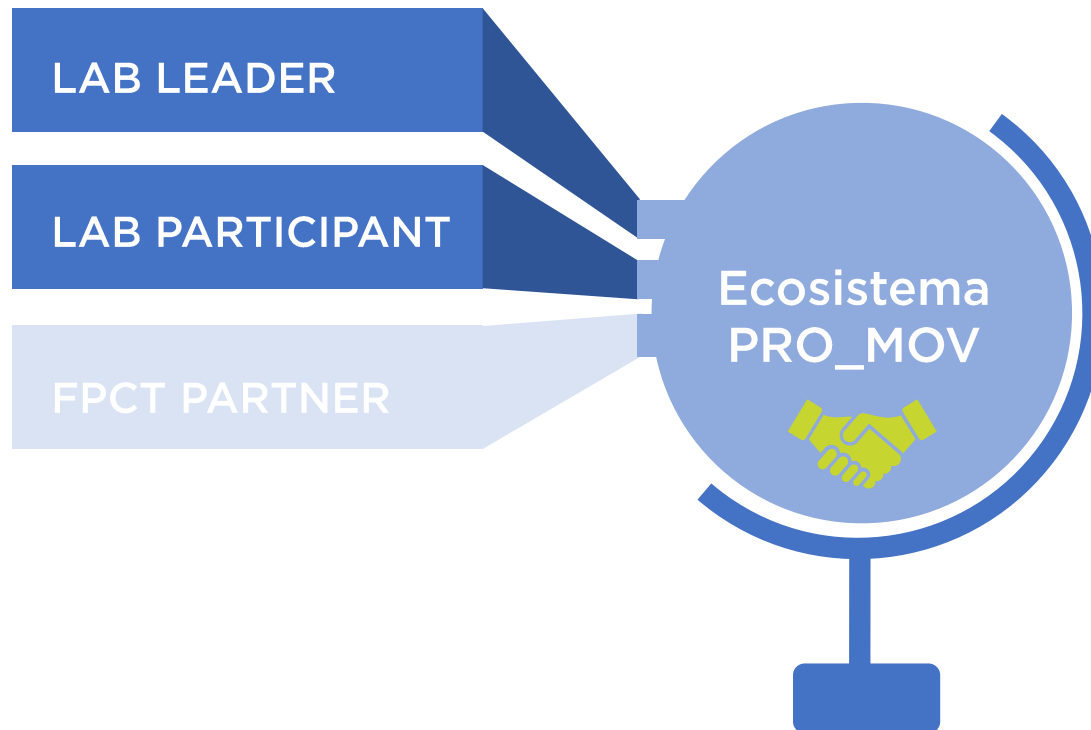 LAB LEADER
LAB PARTICIPANT
FPCT PARTNER
Ecosistema
PRO_MOV